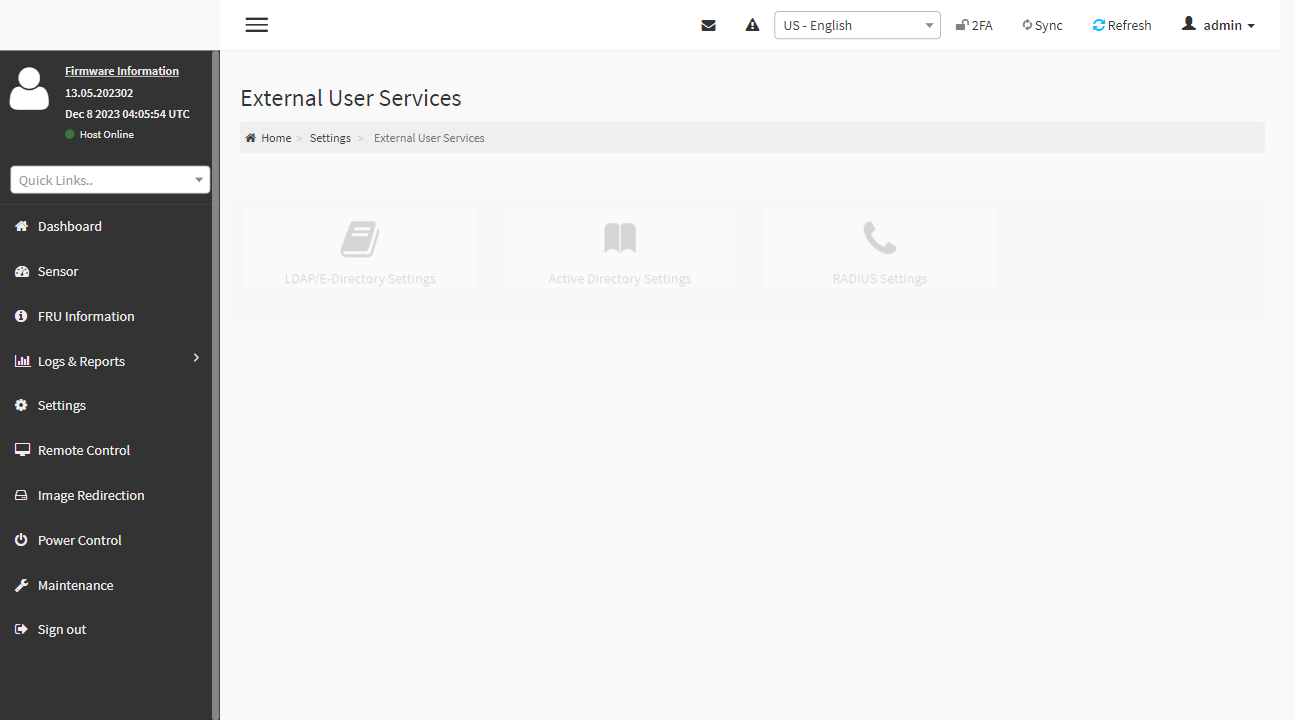 US - English
2FA
Sync
Refresh
admin
Firmware Information
13.05.202302
Dec 8 2023 04:05:54 UTC
Host Online
Quick Links..
Dashboard
Sensor
FRU Information
Logs & Reports
Settings
Remote Control
Image Redirection
Power Control
Maintenance
Sign out
External User Services
Home > Settings > External User Services
LDAP/E-Directory Settings
Active Directory Settings
RADIUS Settings